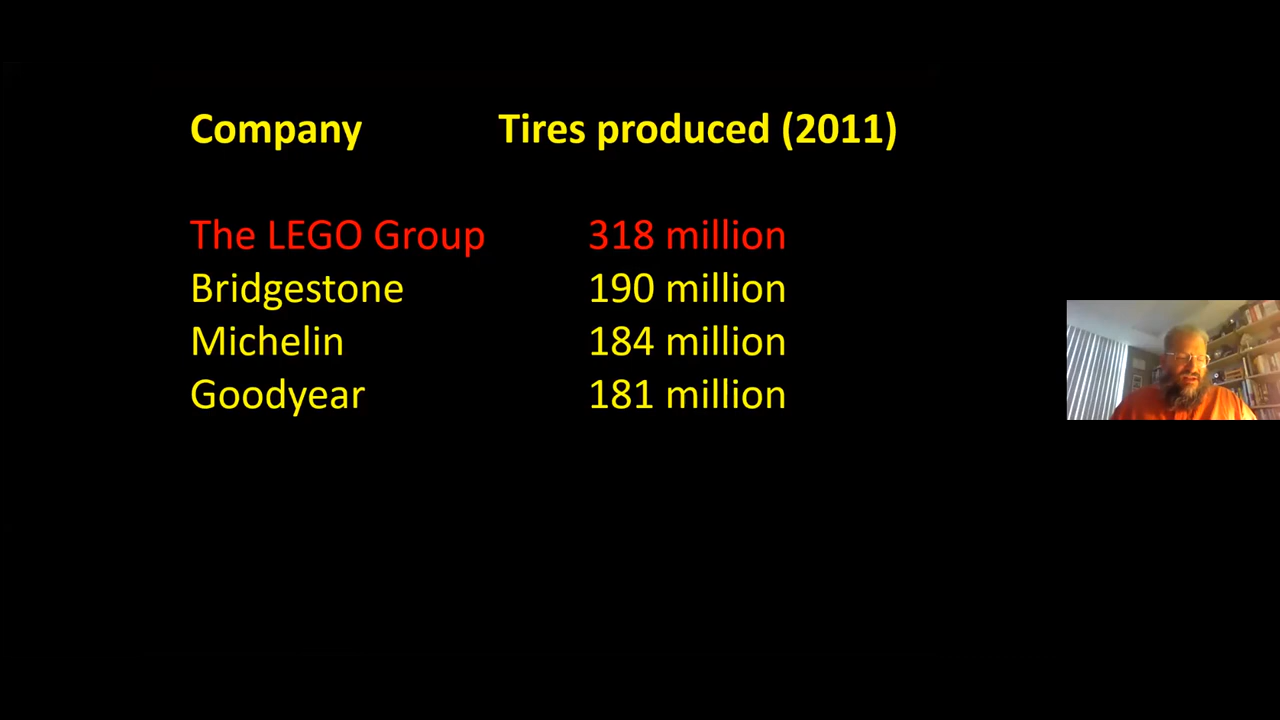 Company Tires produced (2011)
The LEGO Group 318 million
Bridgestone 190 million
Michelin 184 million
Goodyear 181 million